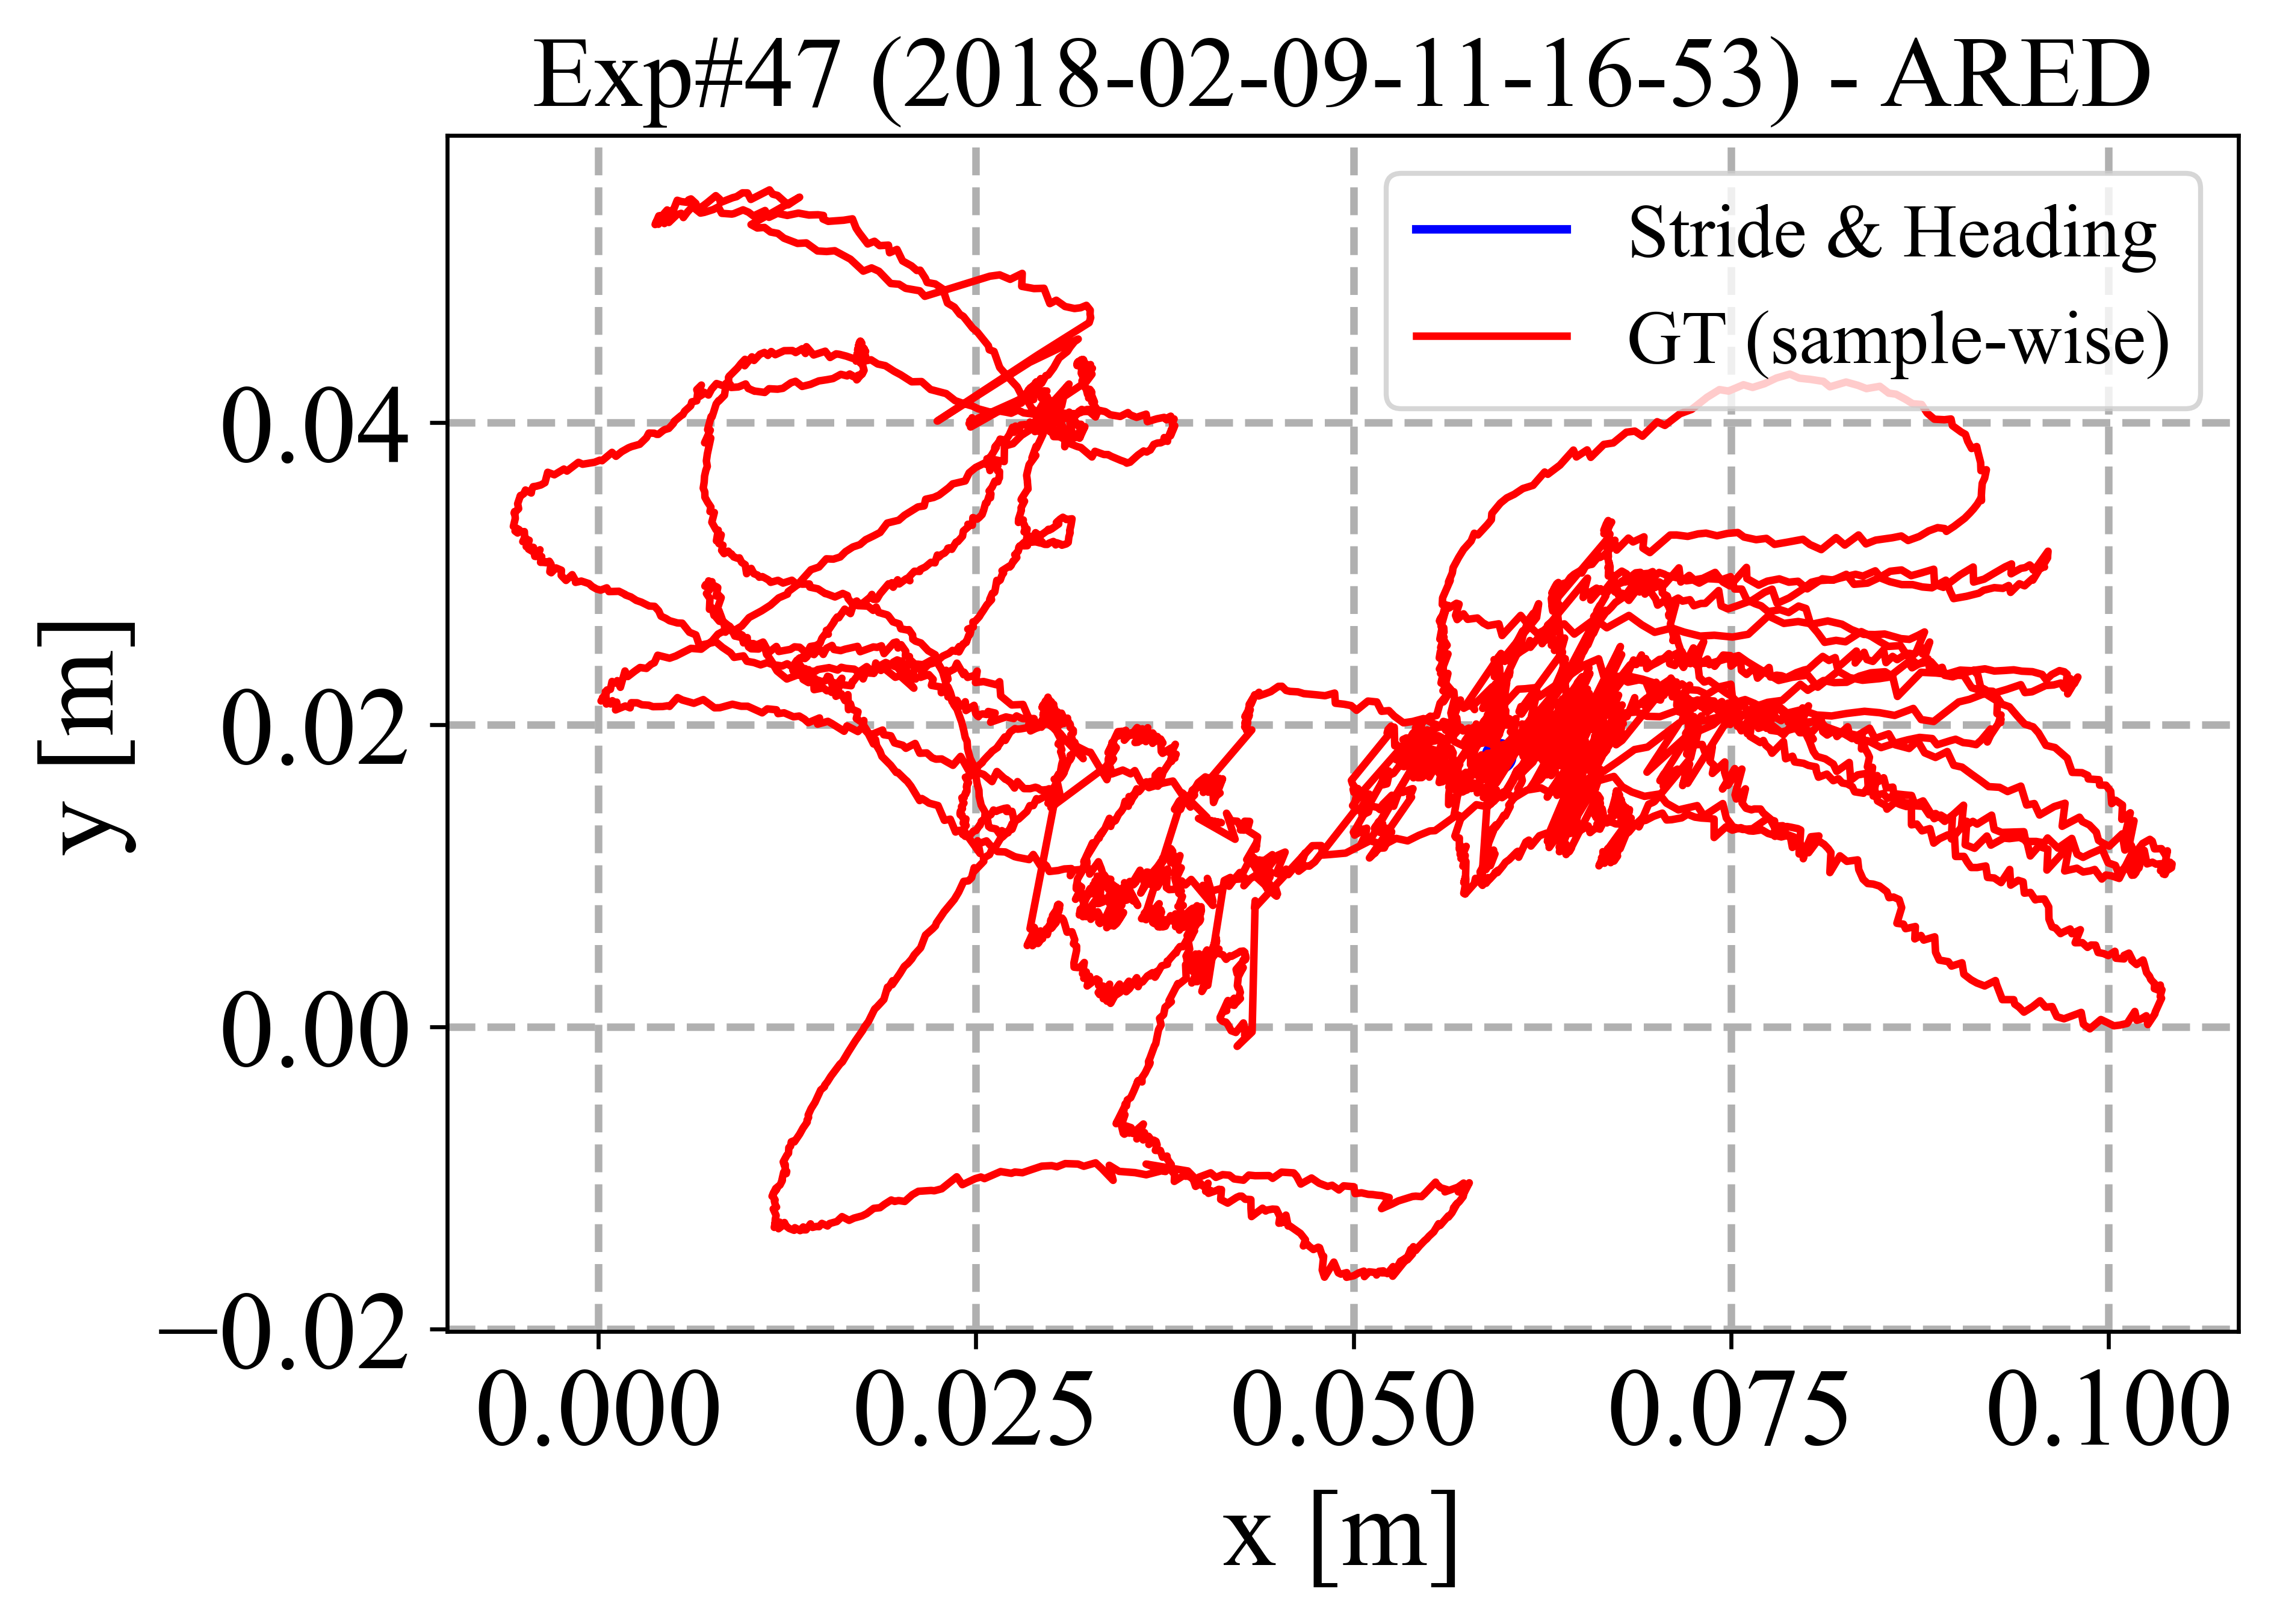 Exp#47 (2018-02-09-11-16-53) - ARED
Stride & Heading
GT (sample-wise)
0.04
0.02
0.00
−0.02
y [m]
0.000 0.025 0.050 0.075 0.100
x [m]